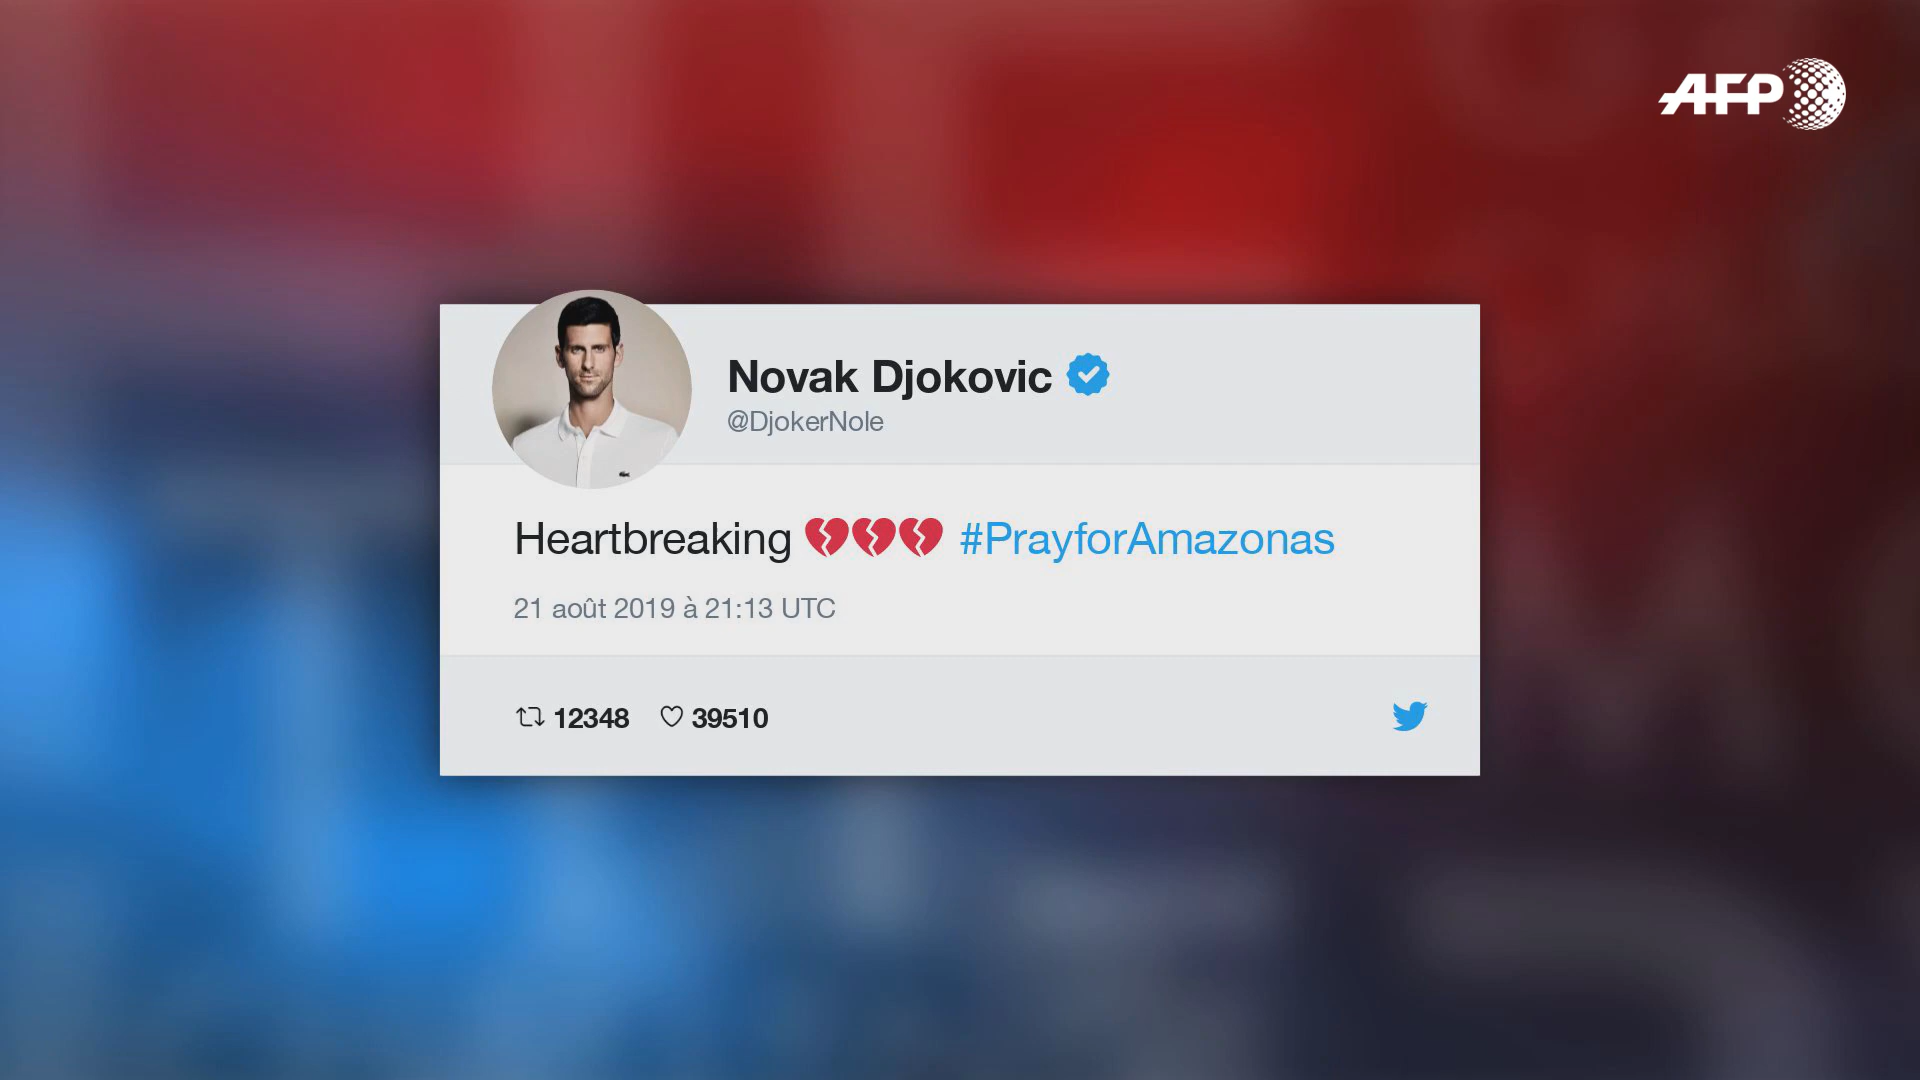 AFP
Novak Djokovic
@DjokerNole
Heartbreaking 💔💔💔 #PrayforAmazonas
21 août 2019 à 21:13 UTC
12348 39510